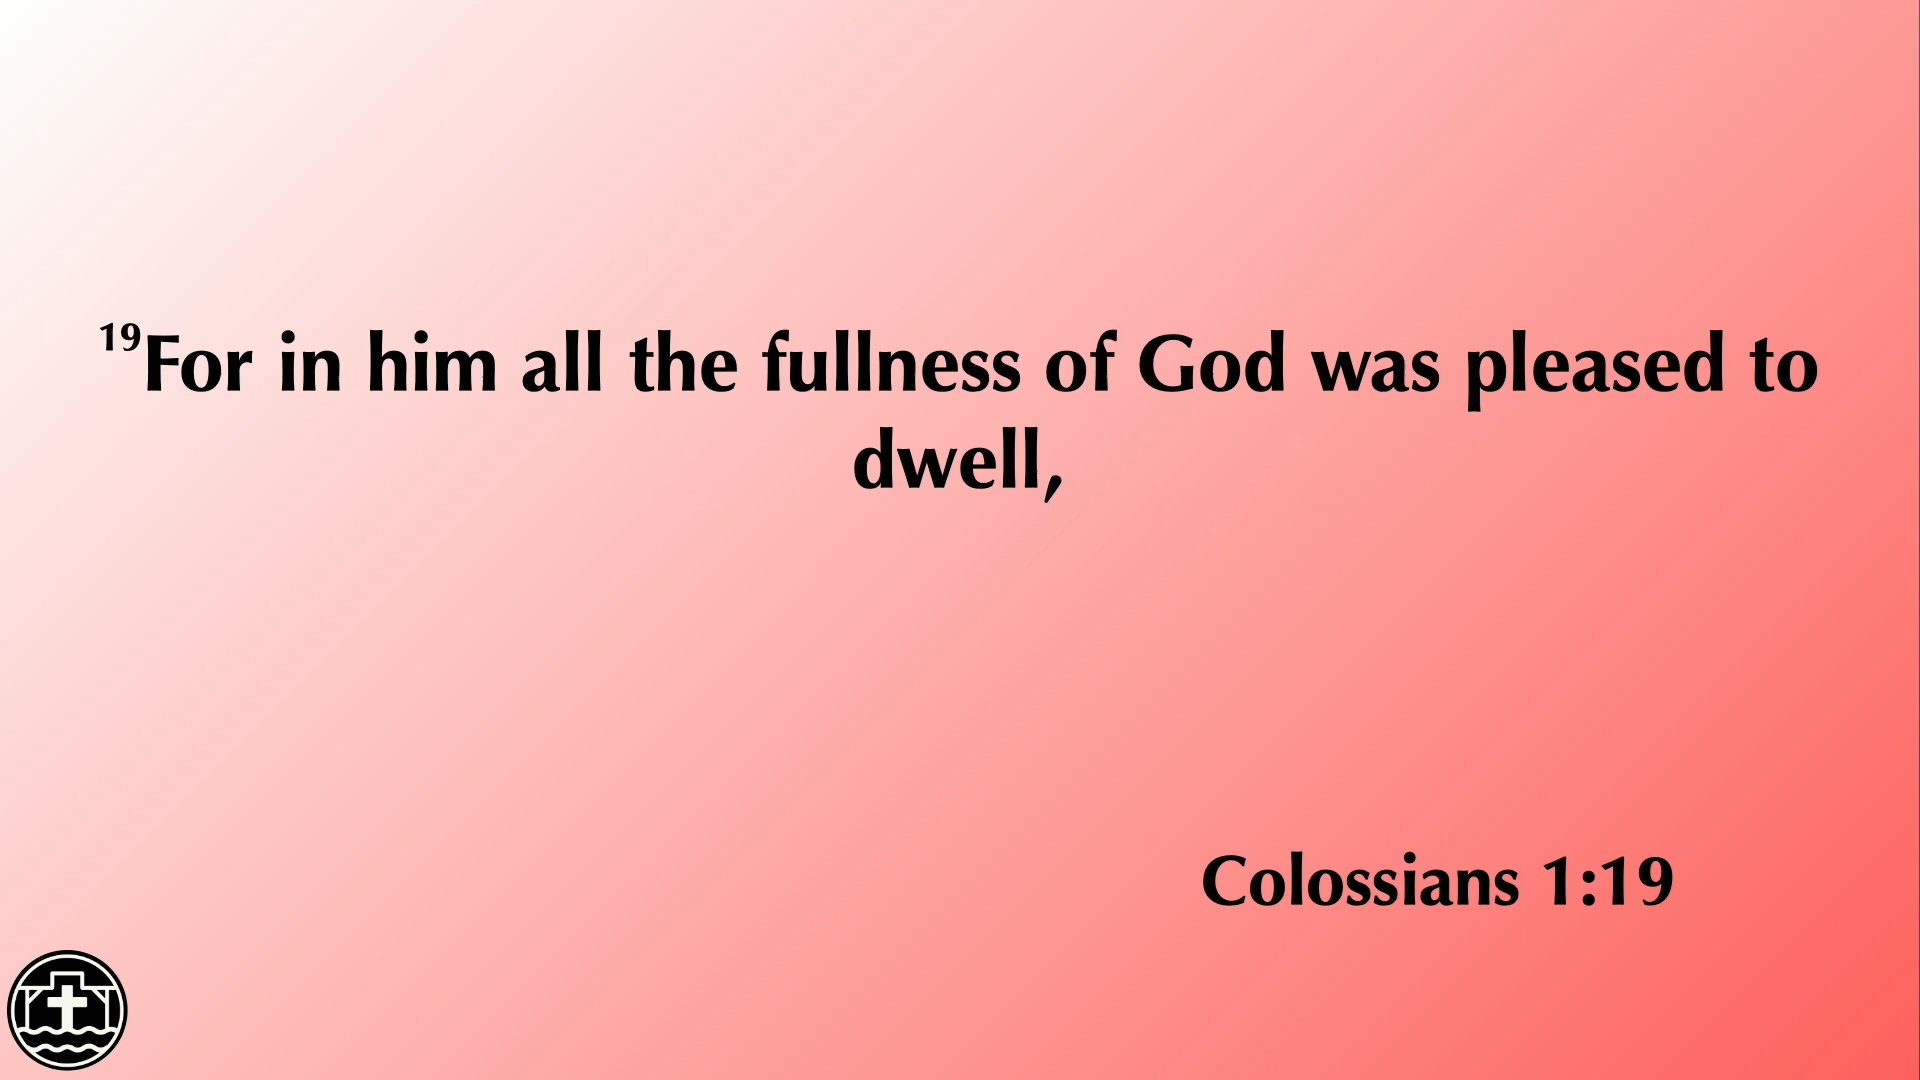 ¹⁹For in him all the fullness of God was pleased to
dwell,
Colossians 1:19